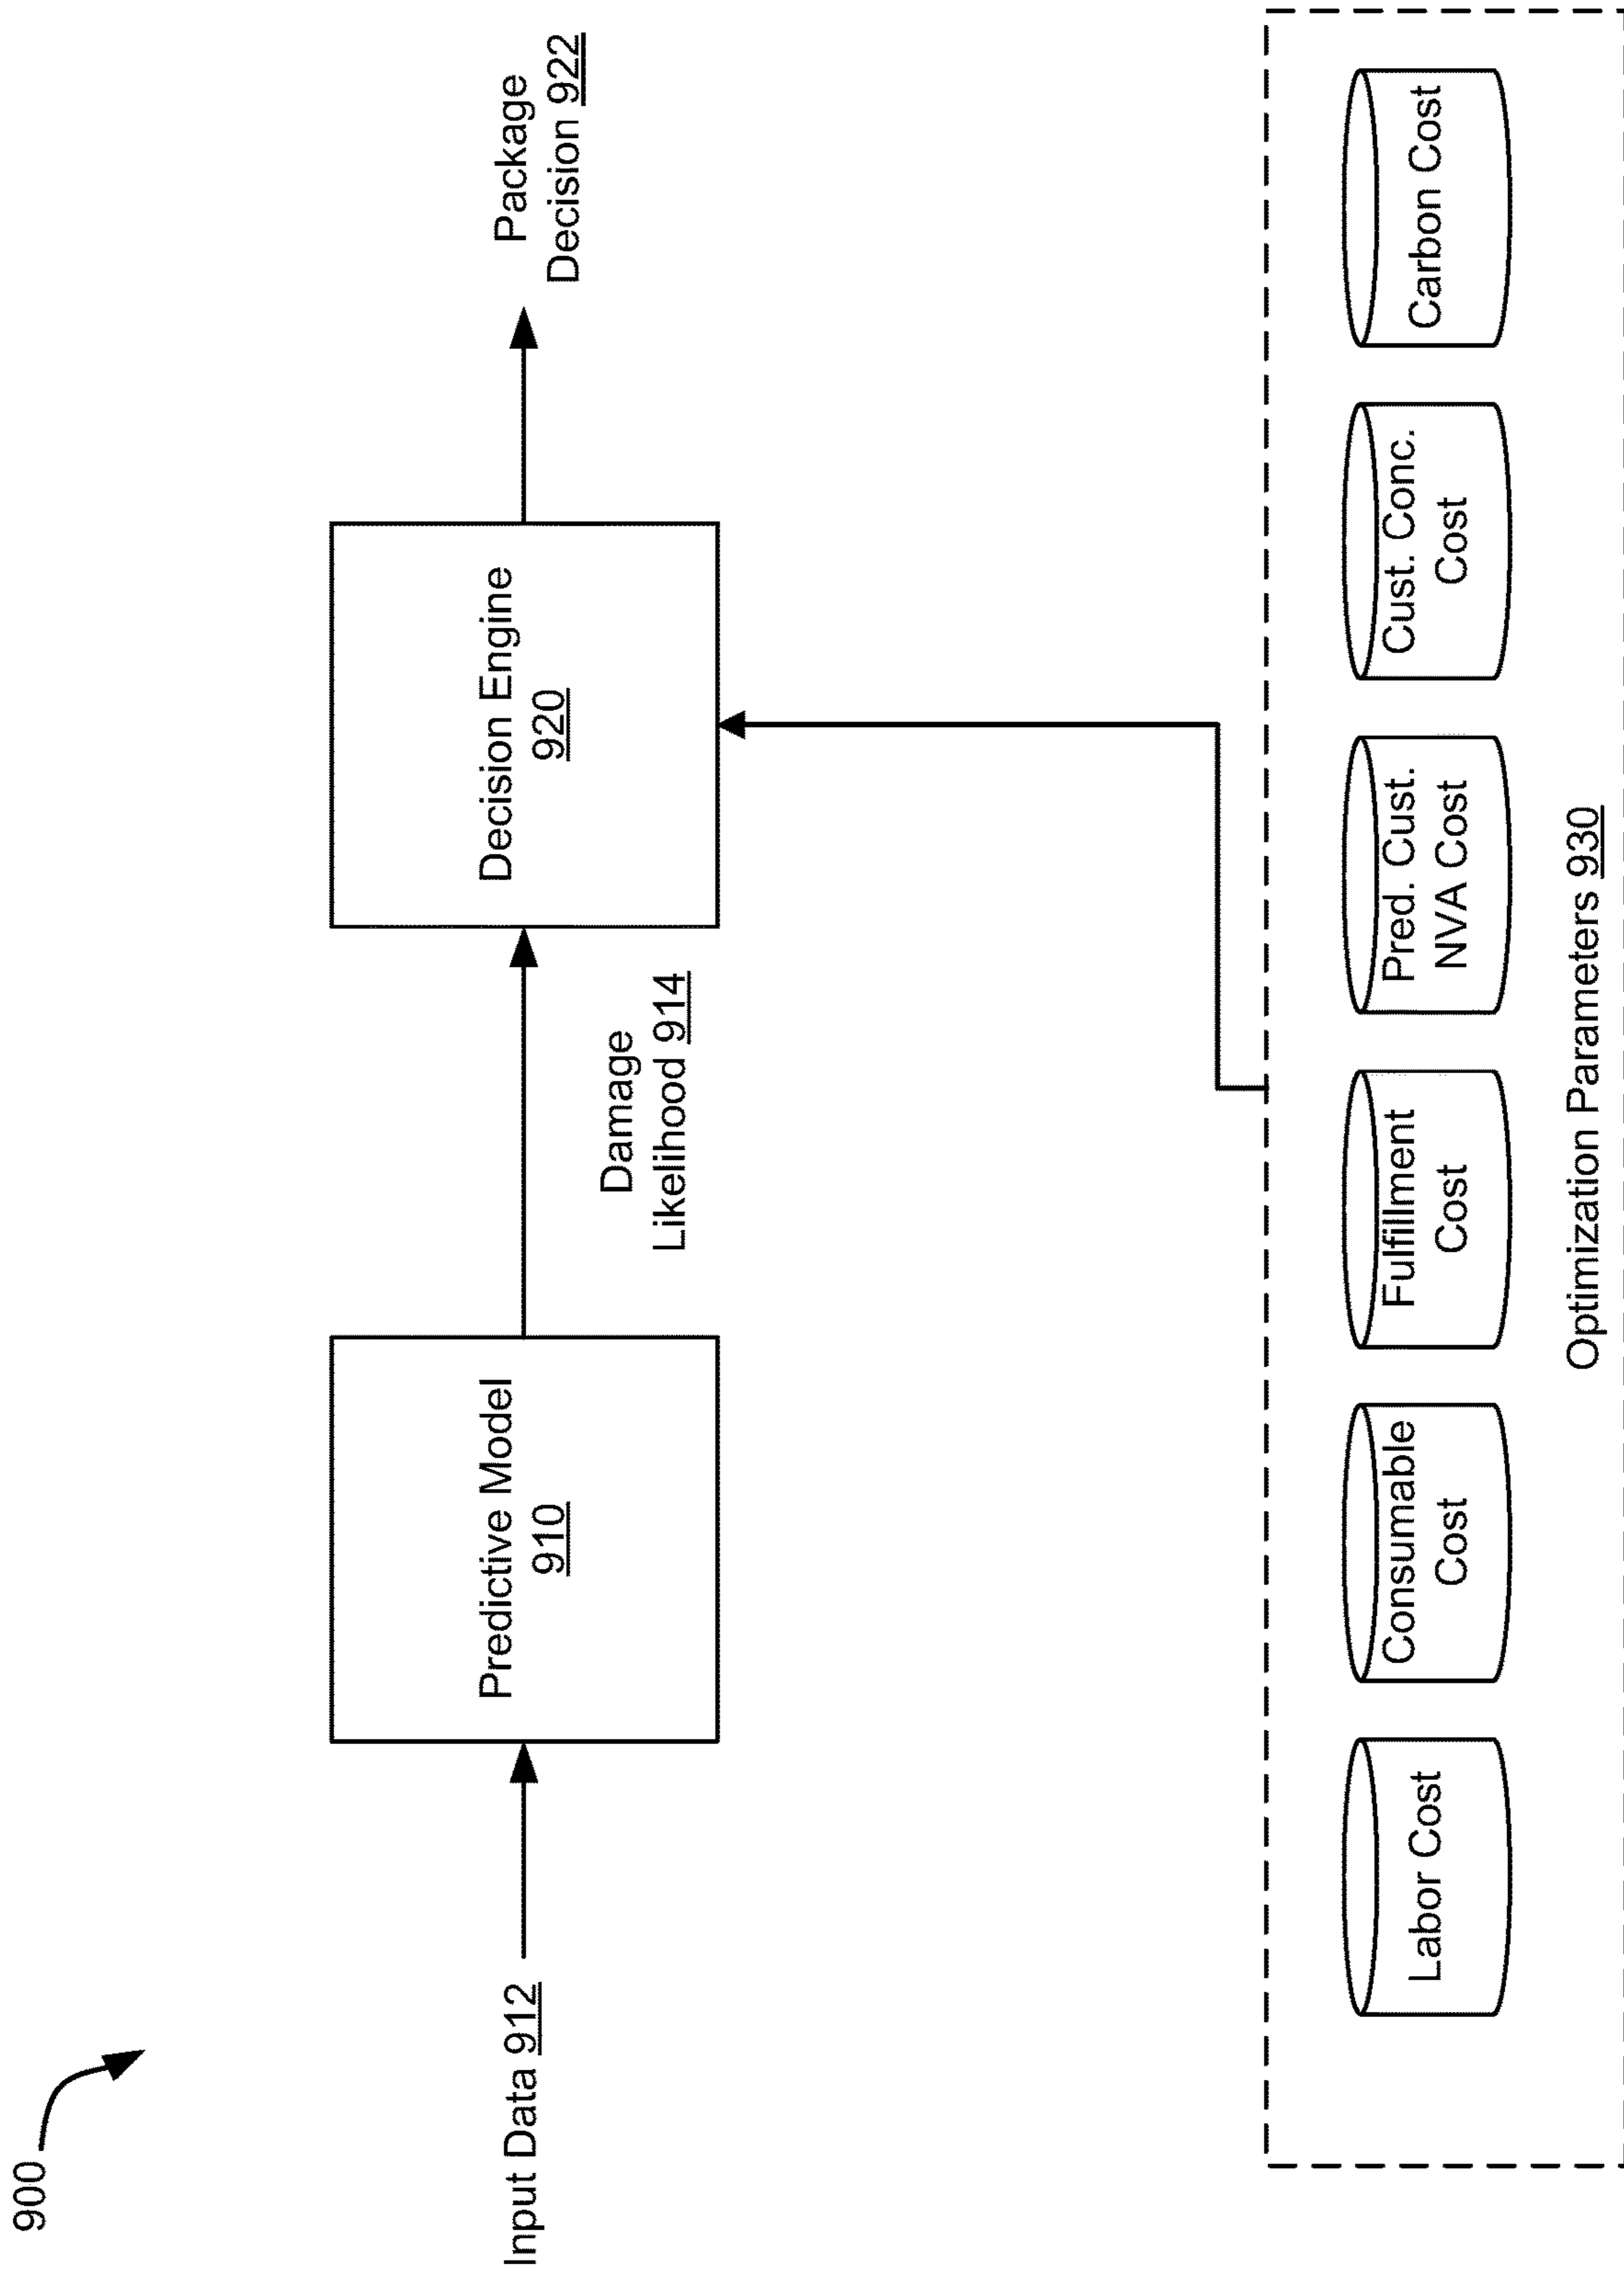 900
Input Data 912
Predictive Model
910
Damage
Likelihood 914
Decision Engine
920
Package
Decision 922
Labor Cost
Consumable
Cost
Fulfillment
Cost
Pred. Cust.
NVA Cost
Cust. Conc.
Cost
Carbon Cost
Optimization Parameters 930